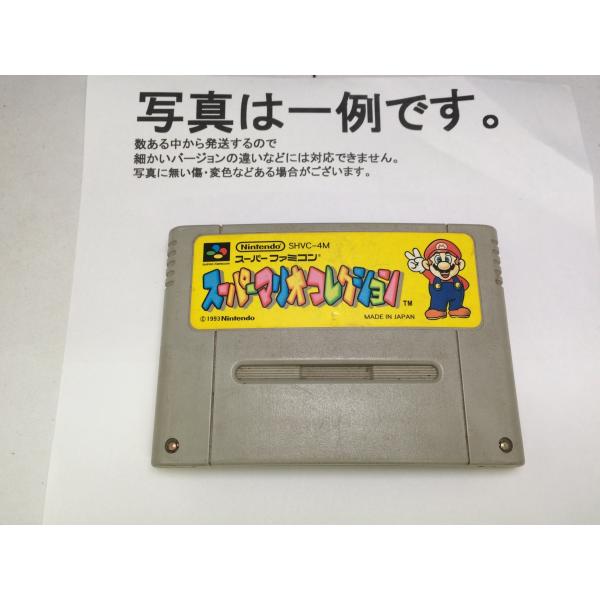 写真は一例です。
数ある中から発送するので
細かいバージョンの違いなどには対応できません。
写真に無い傷・変色などある場合がございます。
Nintendo SHVC-4M
スーパーファミコン
SUPER FAMICOM
スーパーマリオコレクション TM
©1993 Nintendo
MADE IN JAPAN